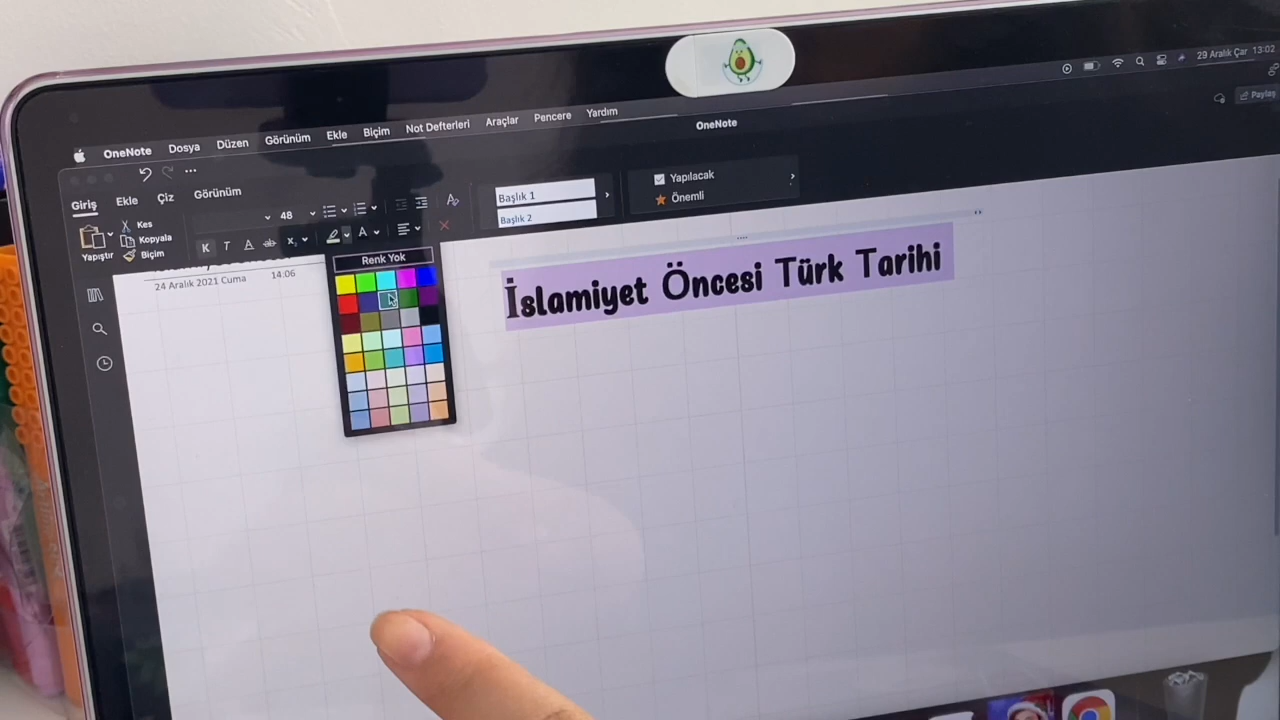 29 Aralık Çar 13:02
OneNote Dosya Düzen Görünüm Ekle Biçim Not Defterleri Araçlar Pencere Yardım
OneNote
Paylaş
Giriş Ekle Çiz Görünüm
Yapıştır
Kes
Kopyala
Biçim
48
K T A ab x A
Başlık 1
Başlık 2
Yapılacak
Önemli
Renk Yok
24 Aralık 2021 Cuma 14:06
İslamiyet Öncesi Türk Tarihi